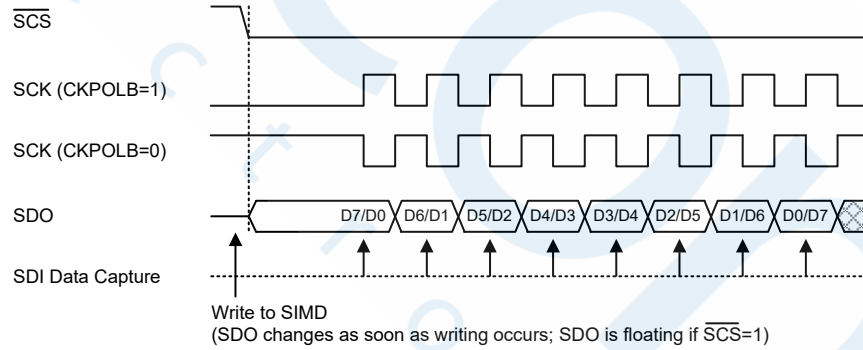 SCS
SCK (CKPOLB=1)
SCK (CKPOLB=0)
SDO D7/D0 D6/D1 D5/D2 D4/D3 D3/D4 D2/D5 D1/D6 D0/D7
SDI Data Capture
Write to SIMD
(SDO changes as soon as writing occurs; SDO is floating if SCS=1)